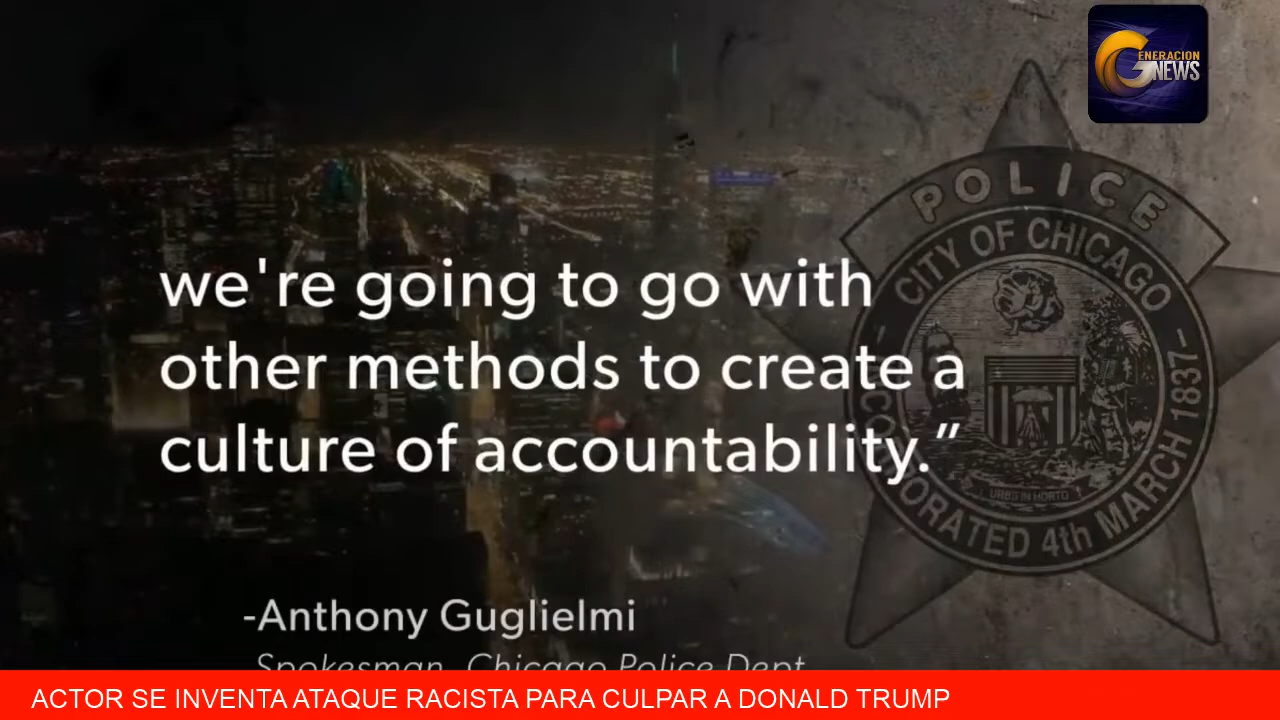 GENERACION
NEWS
POLICE
CITY OF CHICAGO
ORATED 4th MARCH 1837
URBS IN HORTO
we're going to go with
other methods to create a
culture of accountability.”
-Anthony Guglielmi
Spokesman, Chicago Police Dept.
ACTOR SE INVENTA ATAQUE RACISTA PARA CULPAR A DONALD TRUMP